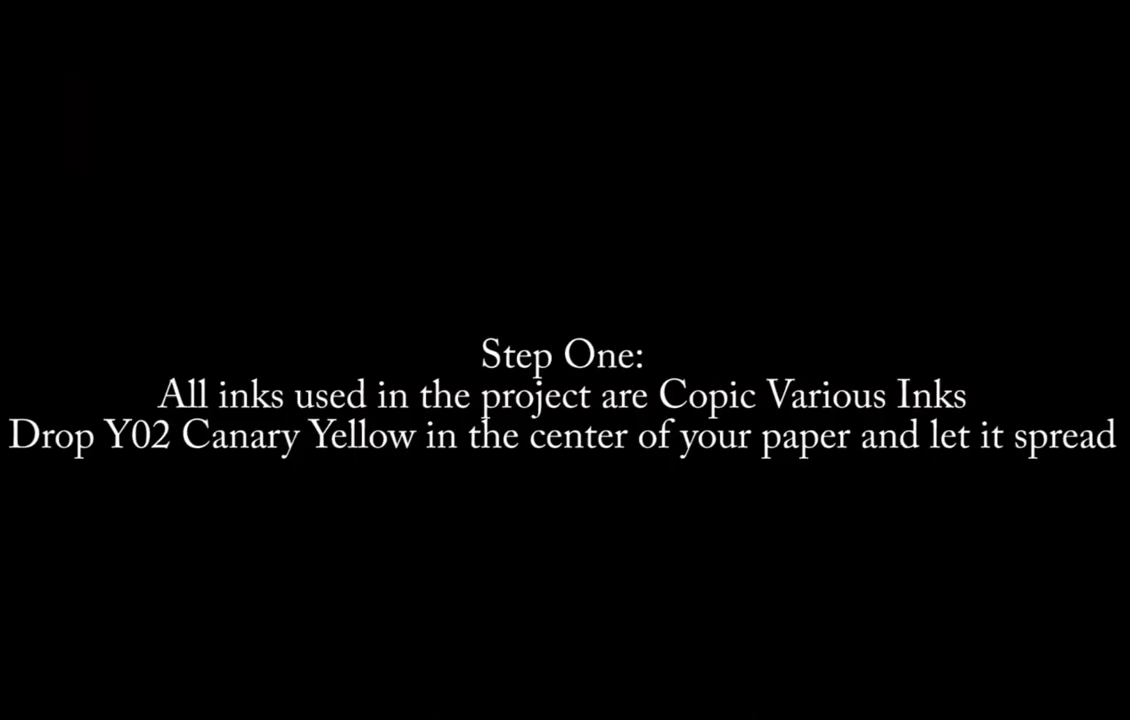 Step One:
All inks used in the project are Copic Various Inks
Drop Y02 Canary Yellow in the center of your paper and let it spread